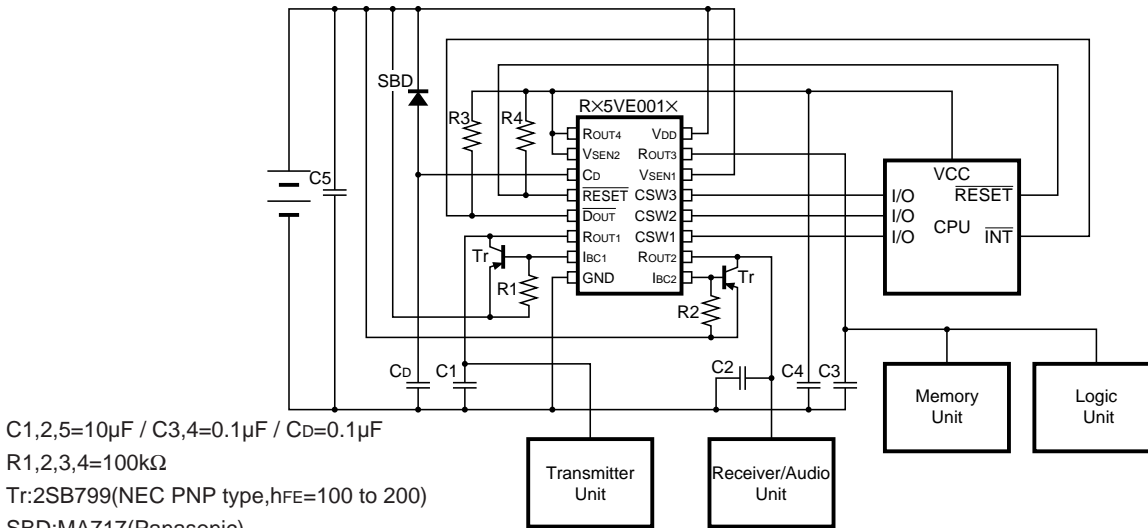 SBD
R3
R4
R×5VE001×
ROUT4
VSEN2
CD
RESET
DOUT
ROUT1
IBC1
GND
VDD
ROUT3
VSEN1
CSW3
CSW2
CSW1
ROUT2
IBC2
C5
Tr
R1
R2
Tr
VCC
I/O
I/O
I/O
CPU
RESET
INT
CD
C1
C2
C4
C3
Memory
Unit
Logic
Unit
Transmitter
Unit
Receiver/Audio
Unit
C1,2,5=10μF / C3,4=0.1μF / CD=0.1μF
R1,2,3,4=100kΩ
Tr:2SB799(NEC PNP type,hFE=100 to 200)
SBD:MA717(Panasonic)